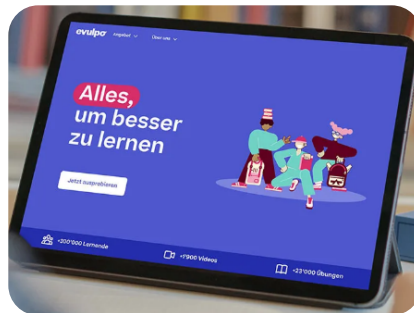 evulpo Angebot Über uns
Alles,
um besser
zu lernen
Jetzt ausprobieren
+200'000 Lernende
+1'900 Videos
+23'000 Übungen